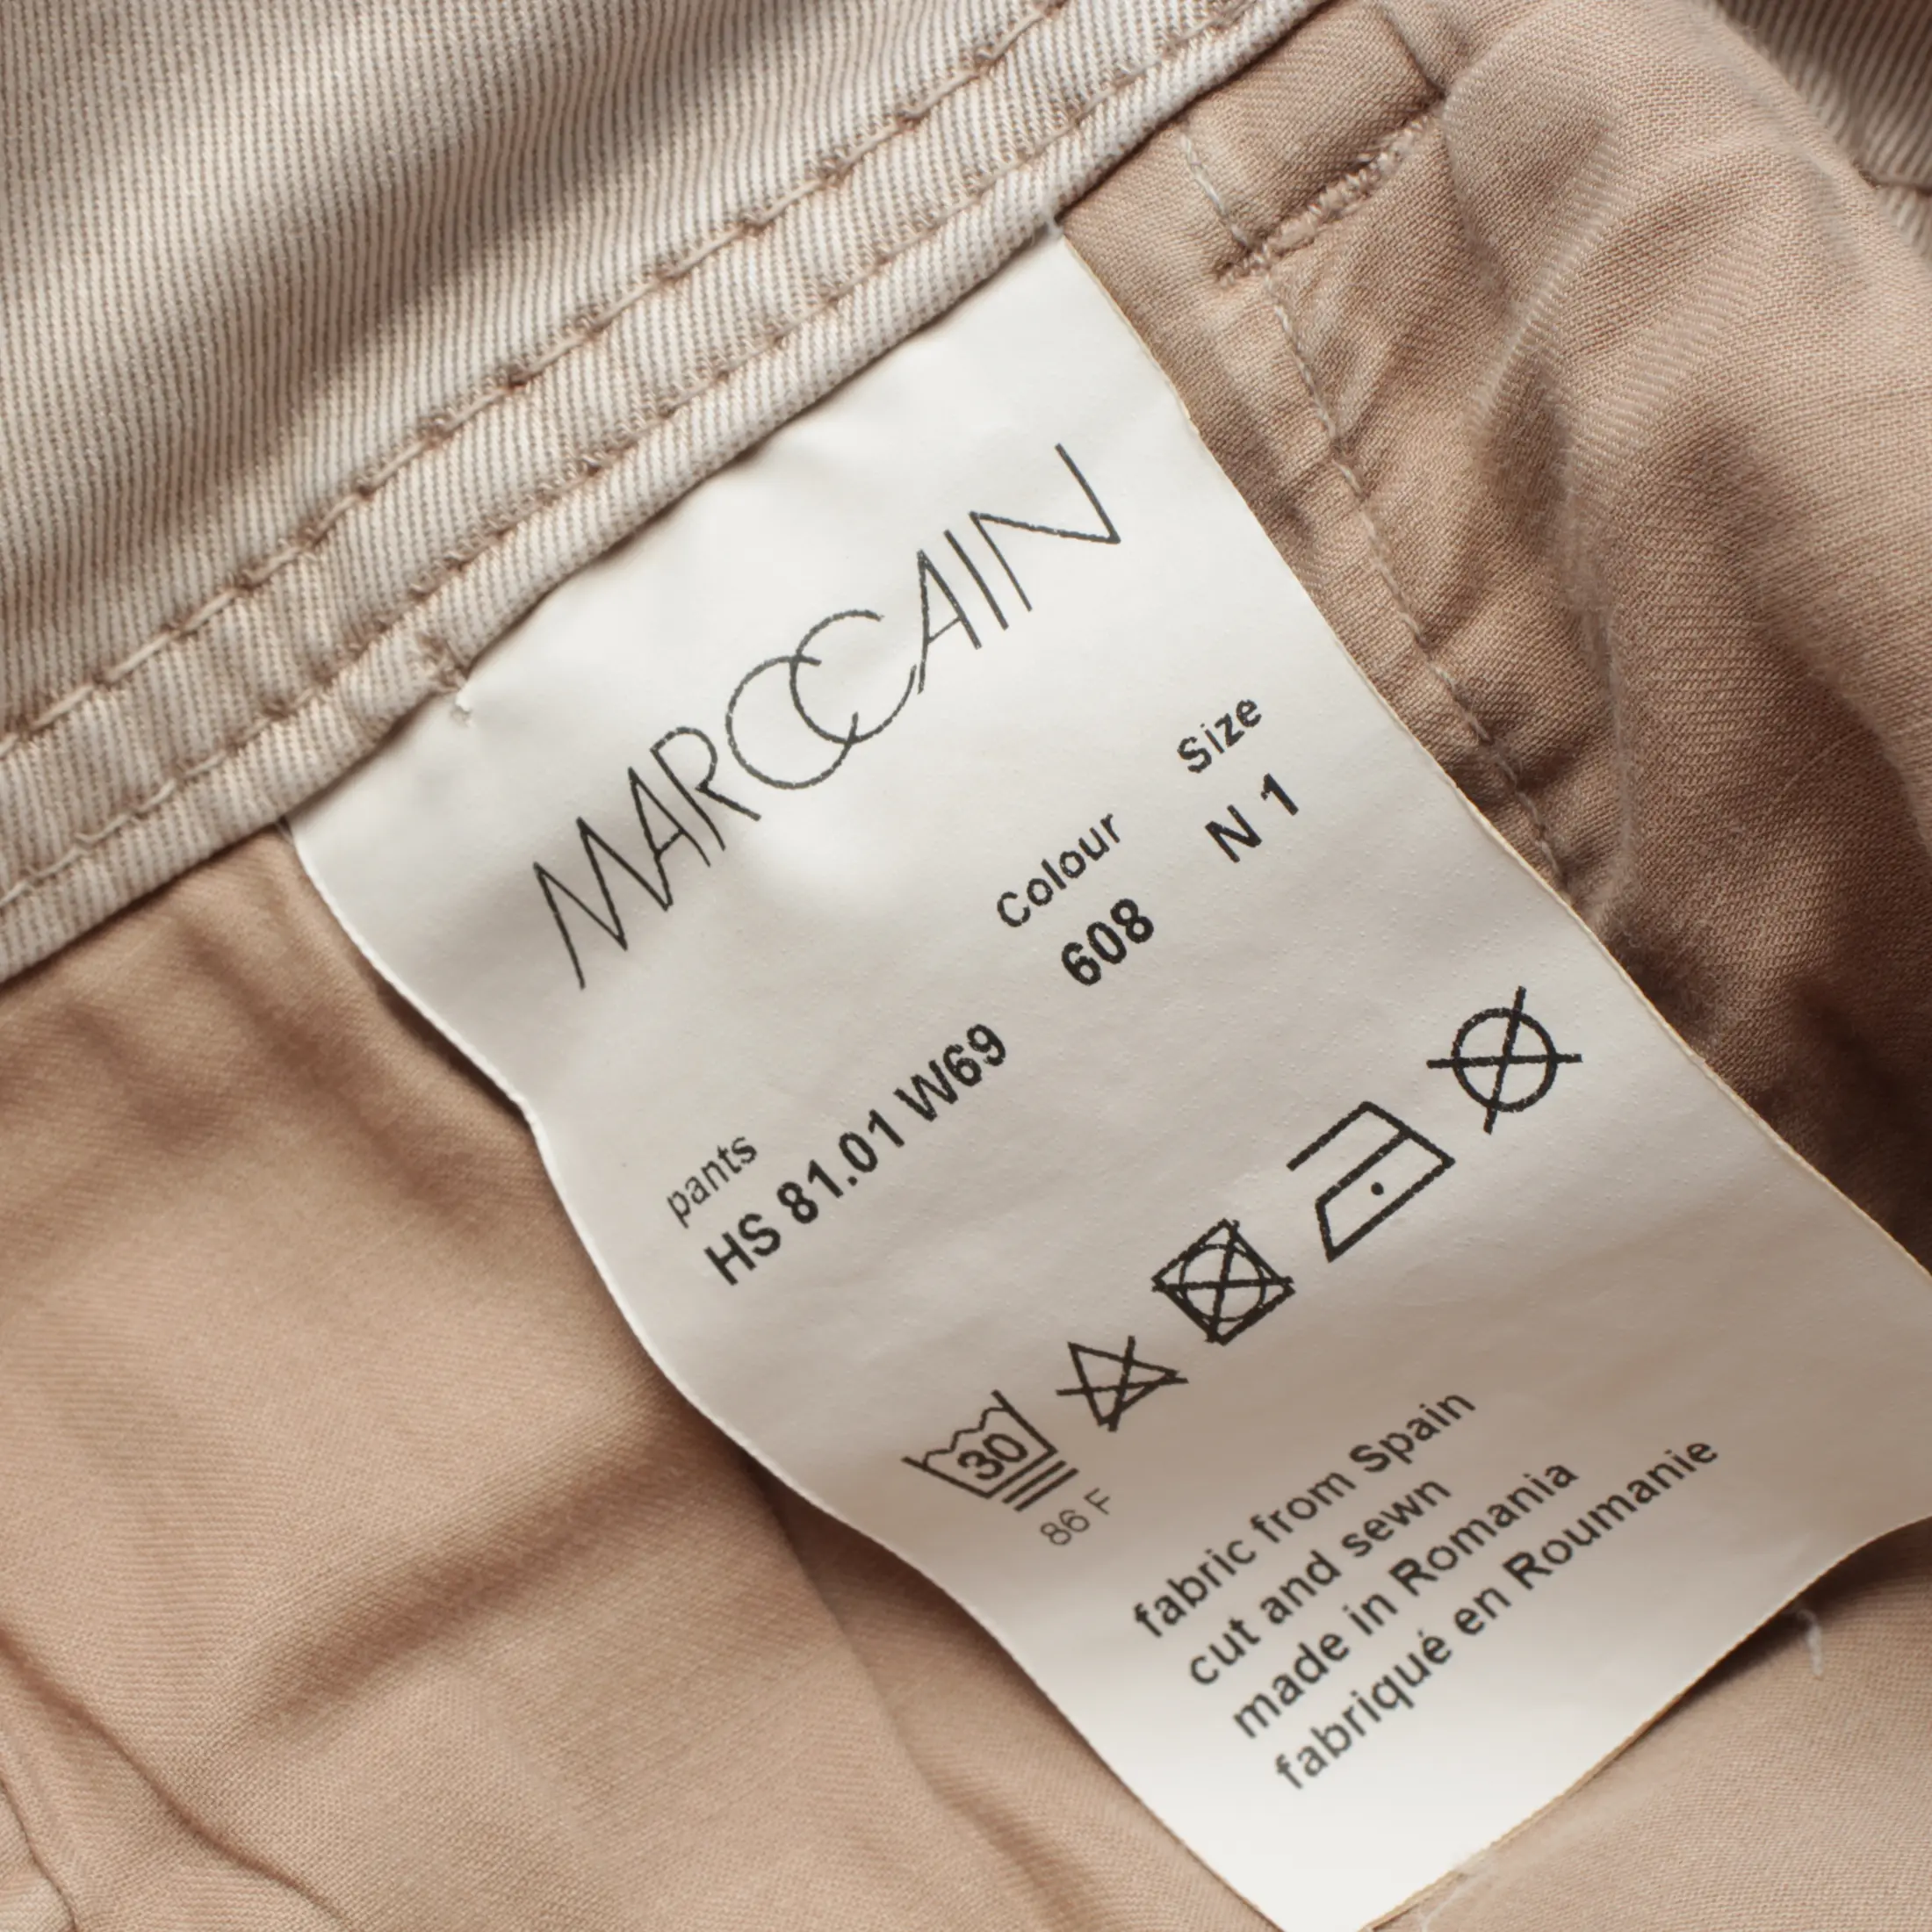 MARCCAIN
Colour Size
pants 608 N 1
HS 81.01 W69
30
86 F
fabric from Spain
cut and sewn
made in Romania
fabriqué en Roumanie